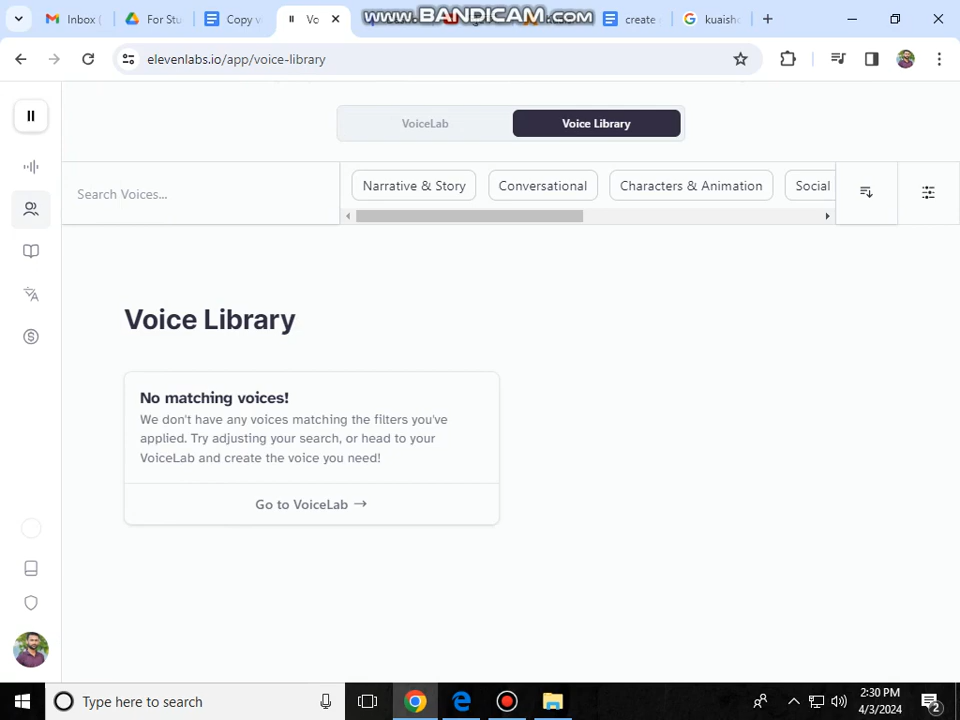 Inbox (
For Stu
Copy v
Vo
WWW.BANDICAM.COM
create
kuaish
elevenlabs.io/app/voice-library
VoiceLab
Voice Library
Search Voices...
Narrative & Story
Conversational
Characters & Animation
Social
Voice Library
No matching voices!
We don't have any voices matching the filters you've
applied. Try adjusting your search, or head to your
VoiceLab and create the voice you need!
Go to VoiceLab →
Type here to search
2:30 PM
4/3/2024
2